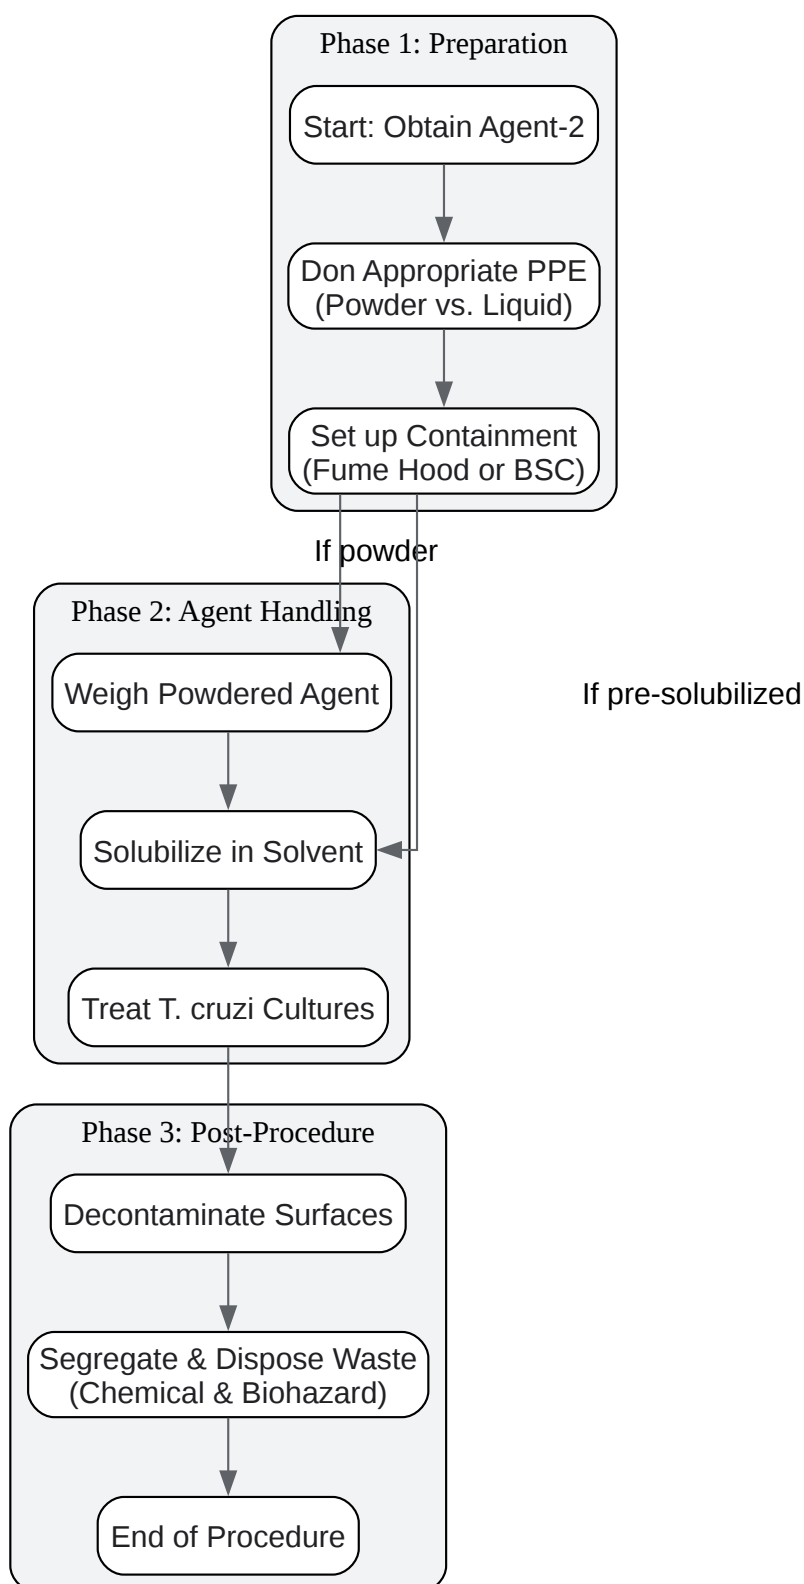 Phase 1: Preparation
Start: Obtain Agent-2
Don Appropriate PPE
(Powder vs. Liquid)
Set up Containment
(Fume Hood or BSC)
If powder
Phase 2: Agent Handling
Weigh Powdered Agent
If pre-solubilized
Solubilize in Solvent
Treat T. cruzi Cultures
Phase 3: Post-Procedure
Decontaminate Surfaces
Segregate & Dispose Waste
(Chemical & Biohazard)
End of Procedure